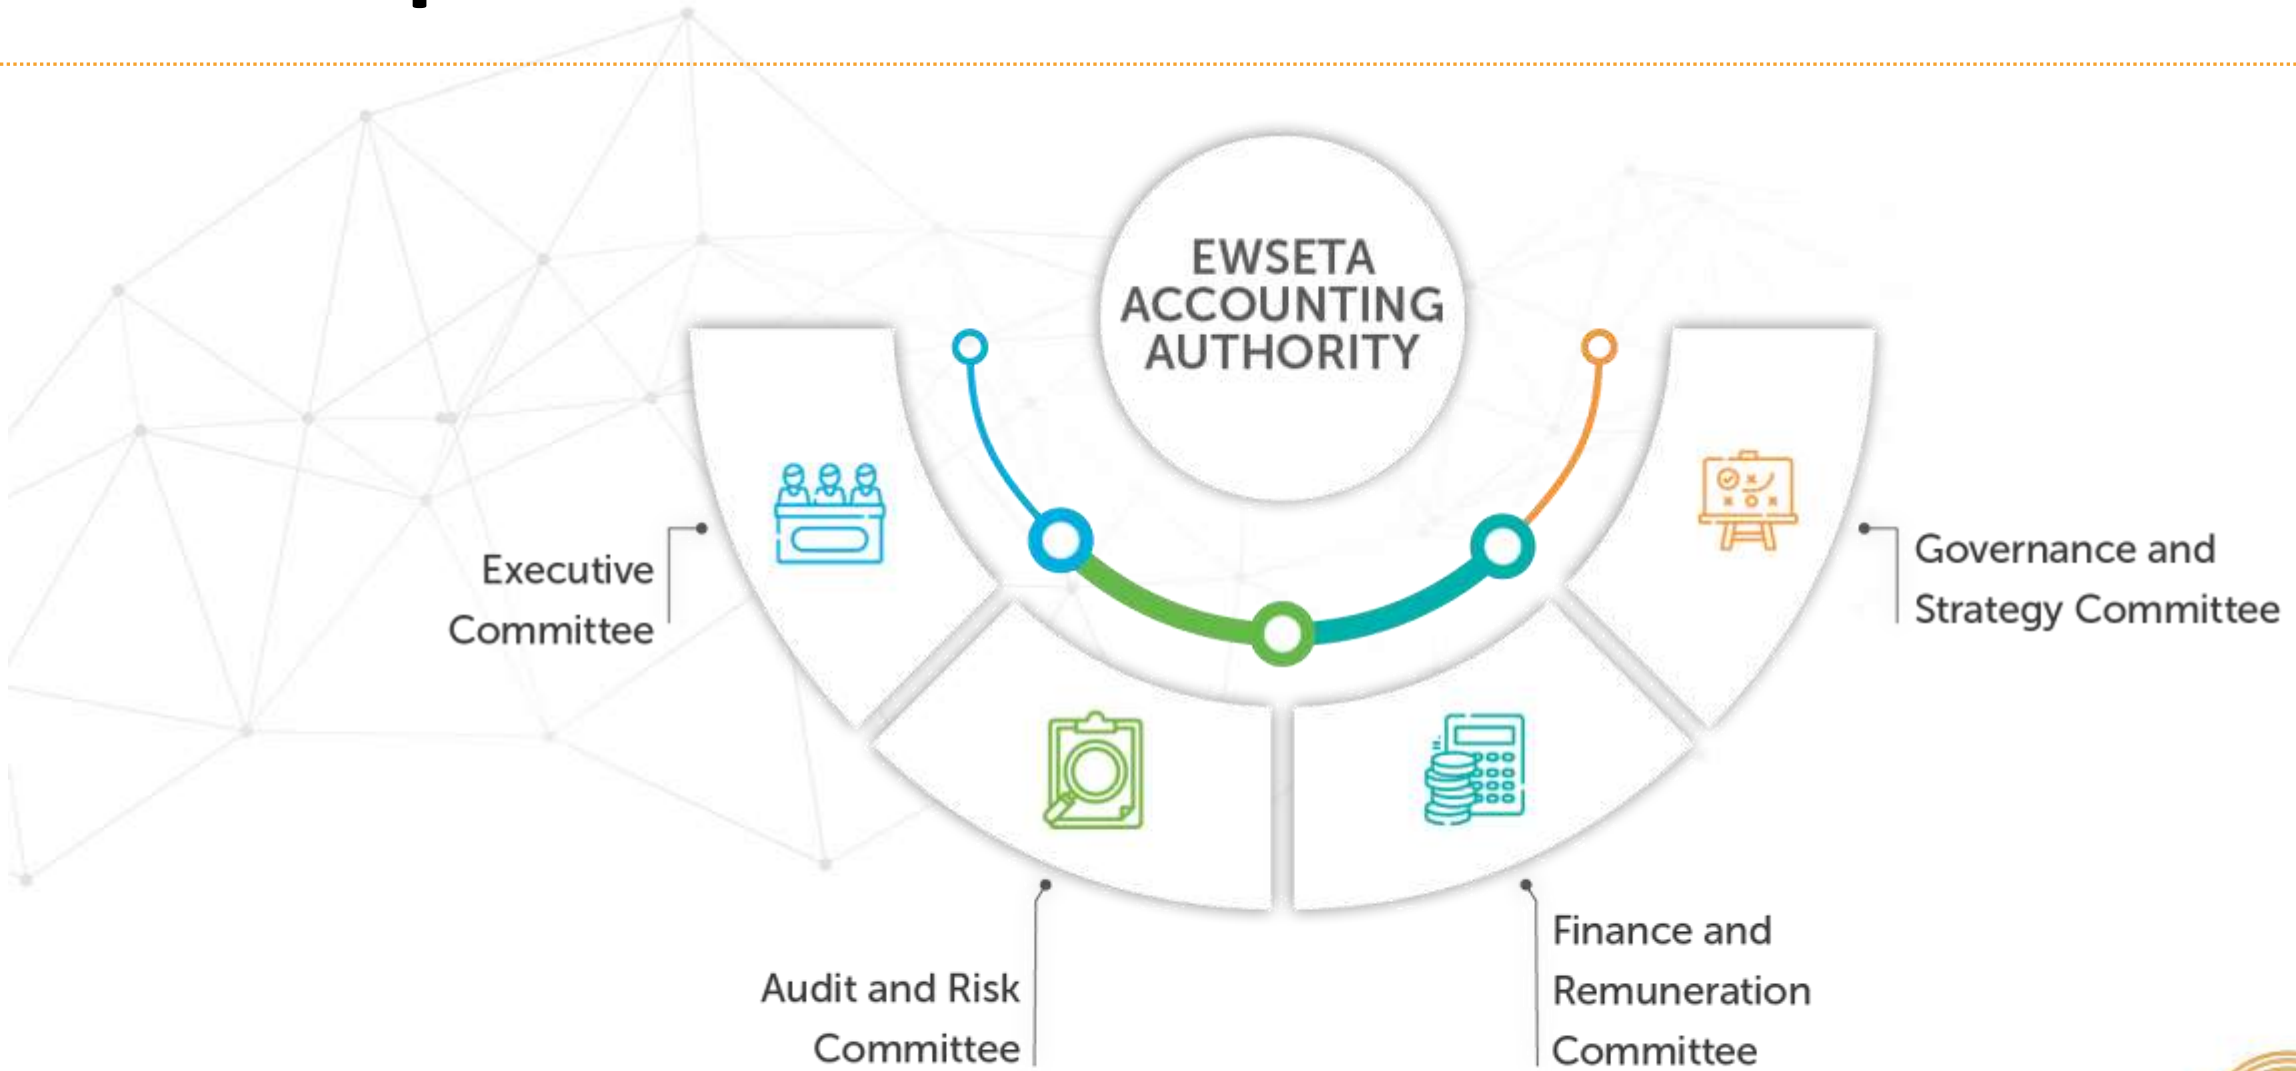 EWSETA
ACCOUNTING
AUTHORITY
Executive
Committee
Governance and
Strategy Committee
Audit and Risk
Committee
Finance and
Remuneration
Committee